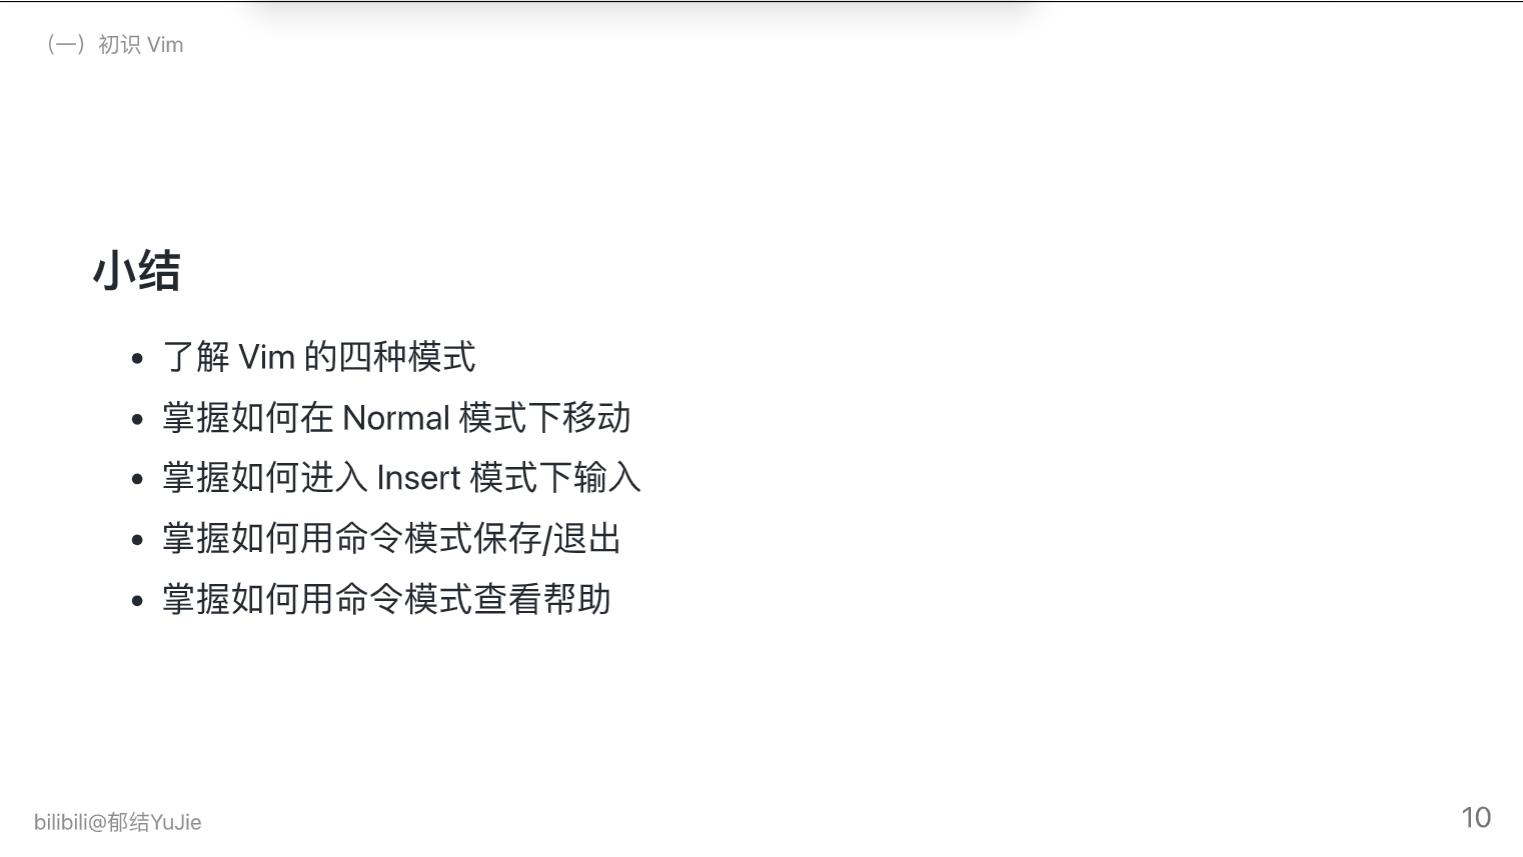 （一）初识 Vim
小结
• 了解 Vim 的四种模式
• 掌握如何在 Normal 模式下移动
• 掌握如何进入 Insert 模式下输入
• 掌握如何用命令模式保存/退出
• 掌握如何用命令模式查看帮助
bilibili@郁结YuJie
10